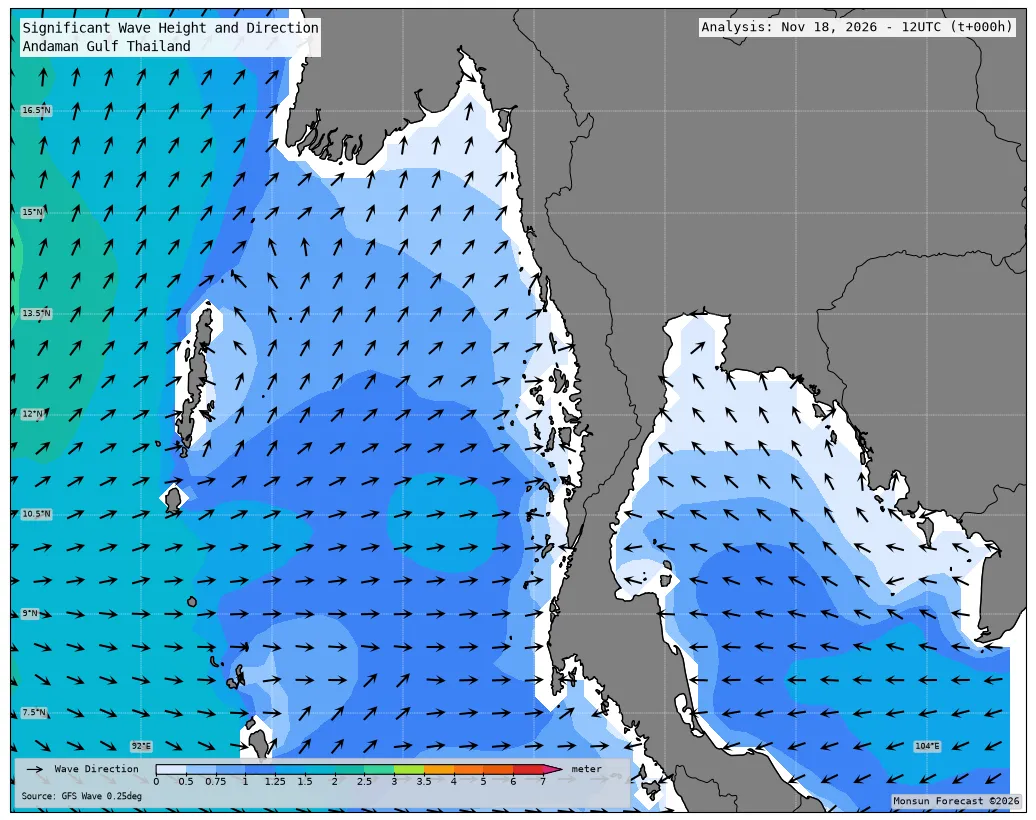 Significant Wave Height and Direction
Andaman Gulf Thailand
Analysis: Nov 18, 2026 - 12UTC (t+000h)
16.5°N
15°N
13.5°N
12°N
10.5°N
9°N
7.5°N
92°E
104°E
Wave Direction
0 0.5 0.75 1 1.25 1.5 2 2.5 3 3.5 4 5 6 7
meter
Source: GFS Wave 0.25deg
Monsun Forecast ©2026